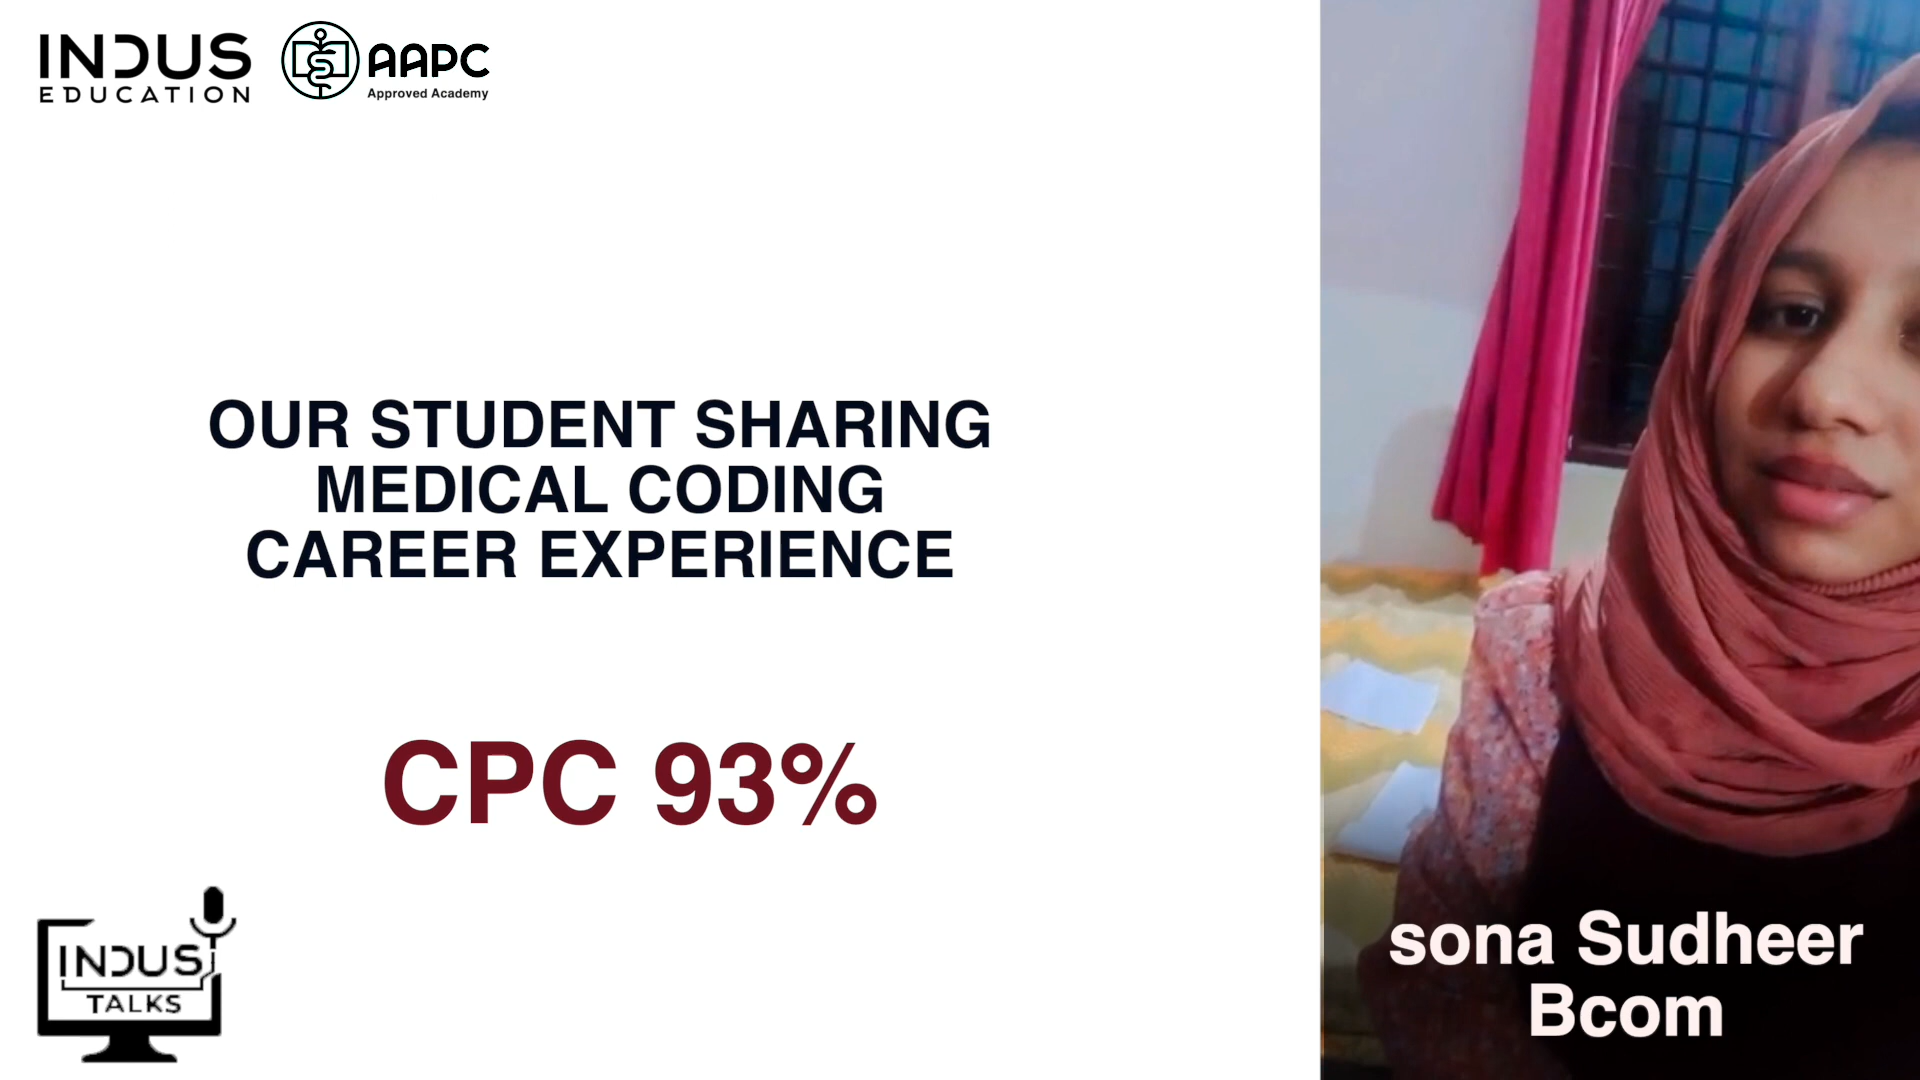 INDUS
EDUCATION
AAPC
Approved Academy
OUR STUDENT SHARING
MEDICAL CODING
CAREER EXPERIENCE
CPC 93%
INDUS
TALKS
sona Sudheer
Bcom